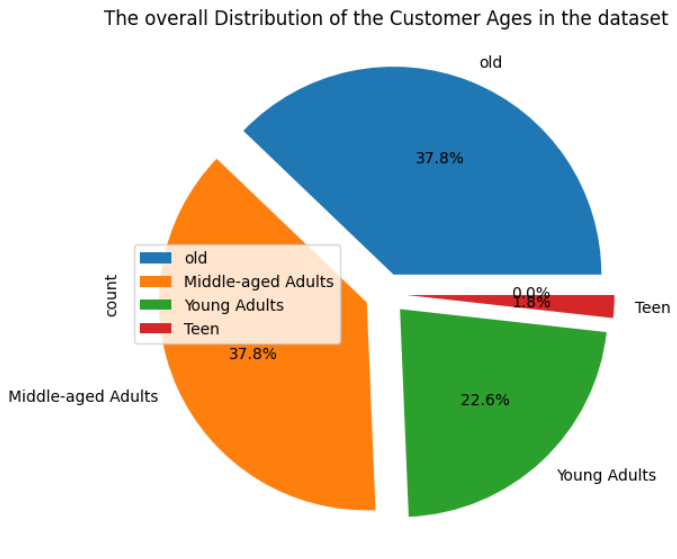 The overall Distribution of the Customer Ages in the dataset
old
37.8%
0.0%
1.8%
Teen
count
old
Middle-aged Adults
Young Adults
Teen
37.8%
Middle-aged Adults
22.6%
Young Adults